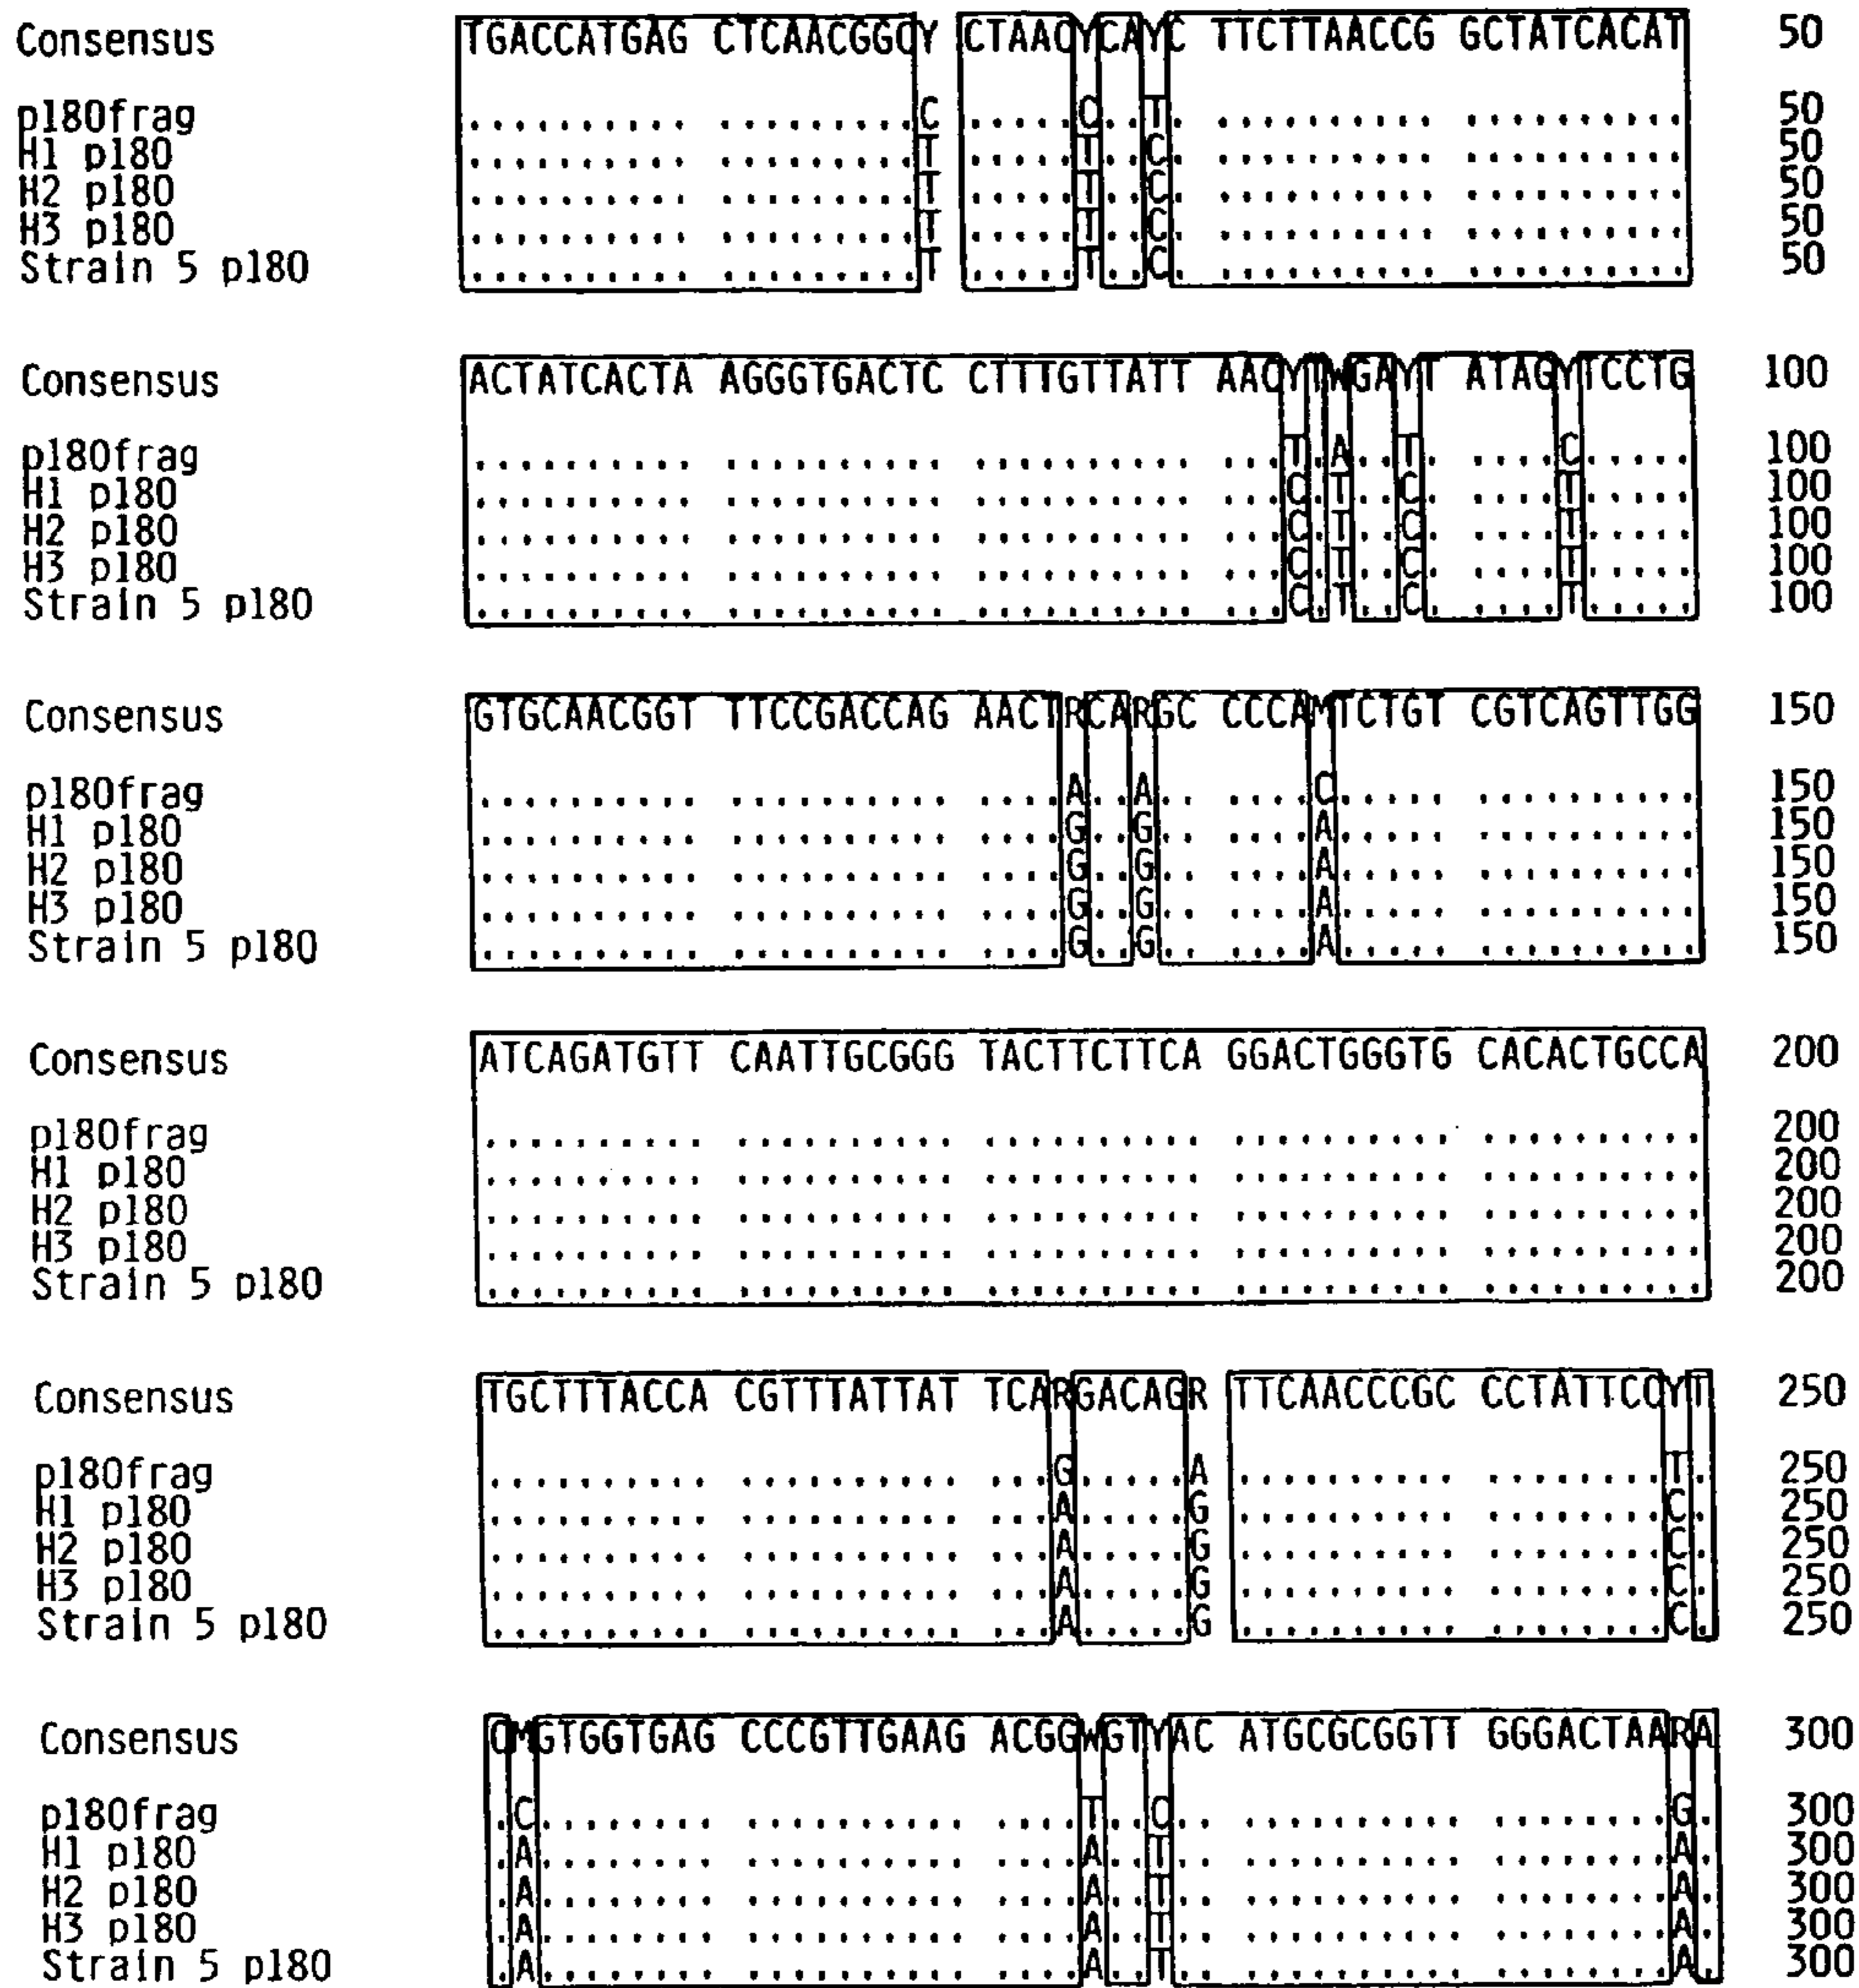 Consensus TGACCATGAG CTCAACGGCY CTAACYCAYC TTCTTAACCG GCTATCACAT 50
p180frag .......... .........C .....C..T. .......... .......... 50
H1 p180 .......... .........T .....T..C. .......... .......... 50
H2 p180 .......... .........T .....T..C. .......... .......... 50
H3 p180 .......... .........T .....T..C. .......... .......... 50
Strain 5 p180 .......... .........T .....T..C. .......... .......... 50
Consensus ACTATCACTA AGGGTGACTC CTTTGTTATT AACYTWGAYT ATAGYTCCTG 100
p180frag .......... .......... .......... ...T.A..T. ....C..... 100
H1 p180 .......... .......... .......... ...C.T..C. ....T..... 100
H2 p180 .......... .......... .......... ...C.T..C. ....T..... 100
H3 p180 .......... .......... .......... ...C.T..C. ....T..... 100
Strain 5 p180 .......... .......... .......... ...C.T..C. ....T..... 100
Consensus GTGCAACGGT TTCCGACCAG AACTRCARGC CCCAMTCTGT CGTCAGTTGG 150
p180frag .......... .......... ....A..A.. ....C..... .......... 150
H1 p180 .......... .......... ....G..G.. ....A..... .......... 150
H2 p180 .......... .......... ....G..G.. ....A..... .......... 150
H3 p180 .......... .......... ....G..G.. ....A..... .......... 150
Strain 5 p180 .......... .......... ....G..G.. ....A..... .......... 150
Consensus ATCAGATGTT CAATTGCGGG TACTTCTTCA GGACTGGGTG CACACTGCCA 200
p180frag .......... .......... .......... .......... .......... 200
H1 p180 .......... .......... .......... .......... .......... 200
H2 p180 .......... .......... .......... .......... .......... 200
H3 p180 .......... .......... .......... .......... .......... 200
Strain 5 p180 .......... .......... .......... .......... .......... 200
Consensus TGCTTTACCA CGTTTATTAT TCARGACAGR TTCAACCCGC CCTATTCCYT 250
p180frag .......... .......... ...G.....A .......... ........T. 250
H1 p180 .......... .......... ...A.....G .......... ........C. 250
H2 p180 .......... .......... ...A.....G .......... ........C. 250
H3 p180 .......... .......... ...A.....G .......... ........C. 250
Strain 5 p180 .......... .......... ...A.....G .......... ........C. 250
Consensus CMGTGGTGAG CCCGTTGAAG ACGGWGTYAC ATGCGCGGTT GGGACTAARA 300
p180frag .C........ .......... ....T..C.. .......... ........G. 300
H1 p180 .A........ .......... ....A..T.. .......... ........A. 300
H2 p180 .A........ .......... ....A..T.. .......... ........A. 300
H3 p180 .A........ .......... ....A..T.. .......... ........A. 300
Strain 5 p180 .A........ .......... ....A..T.. .......... ........A. 300